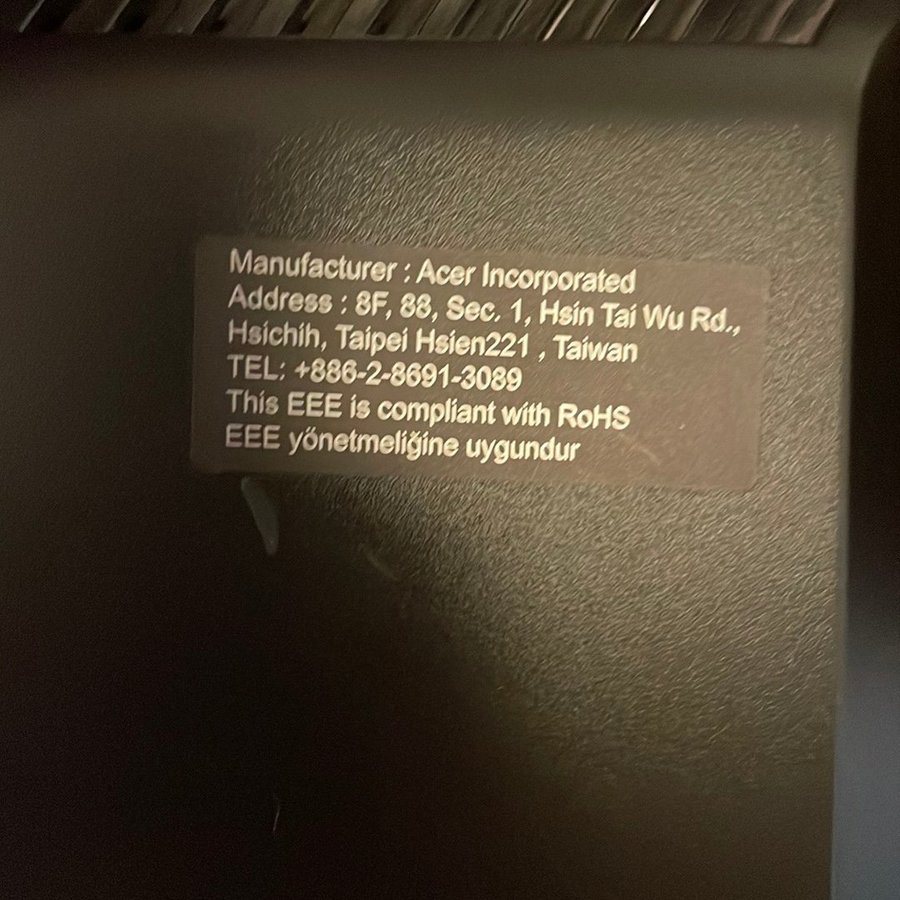 Manufacturer : Acer Incorporated
Address : 8F, 88, Sec. 1, Hsin Tai Wu Rd.,
Hsichih, Taipei Hsien221 , Taiwan
TEL: +886-2-8691-3089
This EEE is compliant with RoHS
EEE yönetmeliğine uygundur